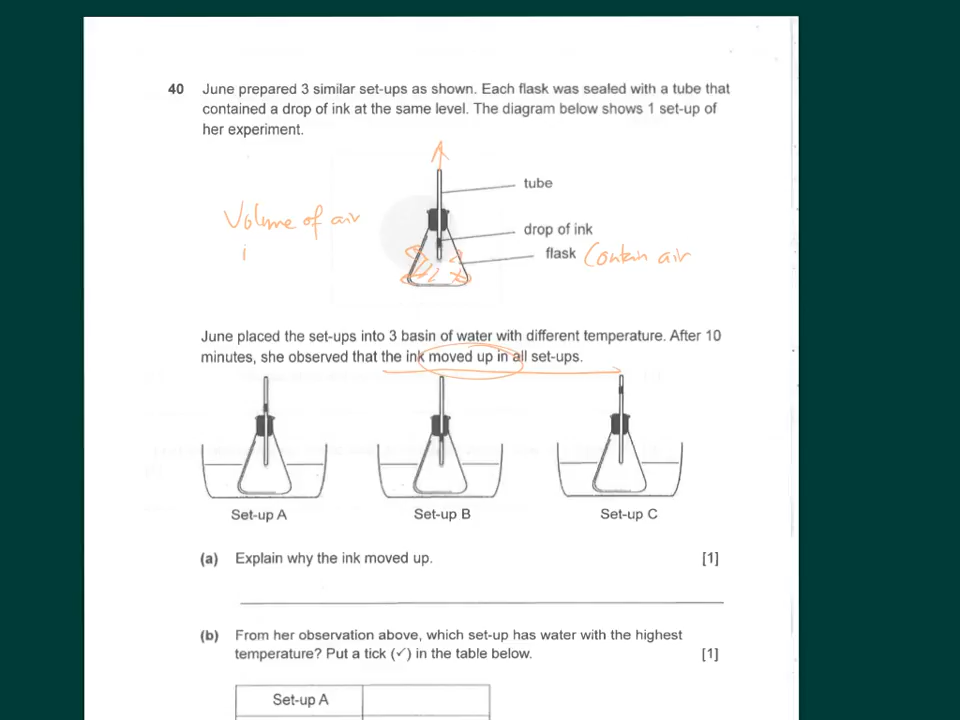 40 June prepared 3 similar set-ups as shown. Each flask was sealed with a tube that
contained a drop of ink at the same level. The diagram below shows 1 set-up of
her experiment.
tube
Volume of air
drop of ink
i
flask Contain air
June placed the set-ups into 3 basin of water with different temperature. After 10
minutes, she observed that the ink moved up in all set-ups.
Set-up A
Set-up B
Set-up C
(a) Explain why the ink moved up. [1]
(b) From her observation above, which set-up has water with the highest
temperature? Put a tick (✓) in the table below. [1]
Set-up A